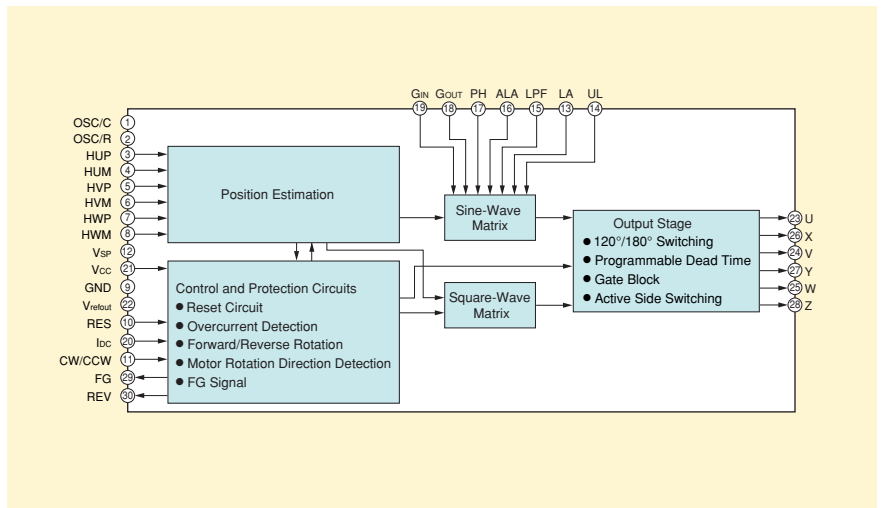 GIN GOUT PH ALA LPF LA UL
19 18 17 16 15 13 14
OSC/C 1
OSC/R 2
HUP 3
HUM 4
HVP 5
HVM 6
HWP 7
HWM 8
VSP 12
VCC 21
GND 9
Vrefout 22
RES 10
IDC 20
CW/CCW 11
FG 29
REV 30
Position Estimation
Control and Protection Circuits
● Reset Circuit
● Overcurrent Detection
● Forward/Reverse Rotation
● Motor Rotation Direction Detection
● FG Signal
Sine-Wave
Matrix
Square-Wave
Matrix
Output Stage
● 120°/180° Switching
● Programmable Dead Time
● Gate Block
● Active Side Switching
23 U
26 X
24 V
27 Y
25 W
28 Z